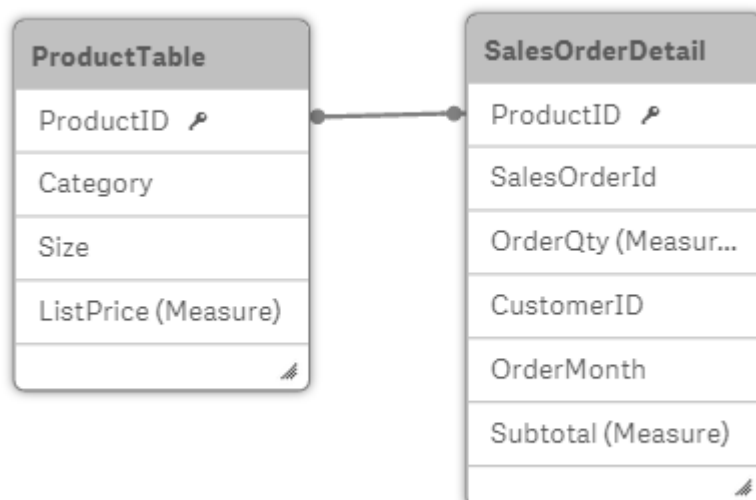 ProductTable
ProductID
Category
Size
ListPrice (Measure)
SalesOrderDetail
ProductID
SalesOrderId
OrderQty (Measur...
CustomerID
OrderMonth
Subtotal (Measure)